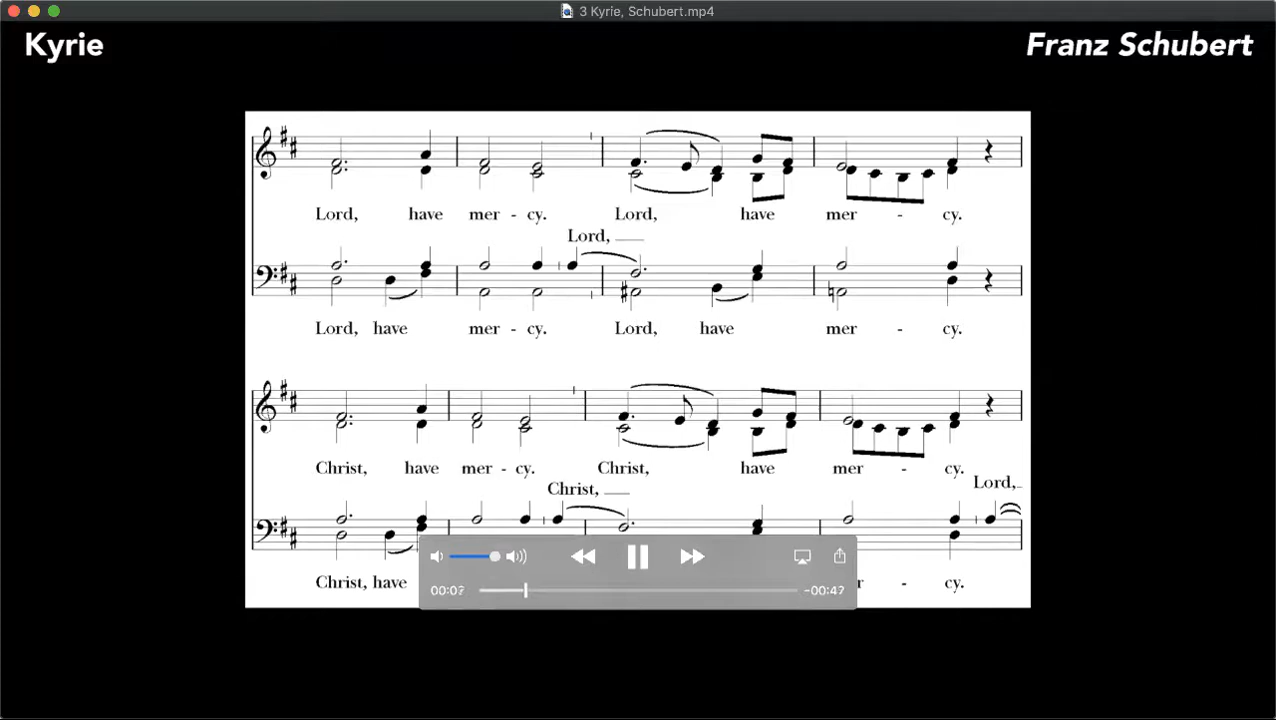 3 Kyrie, Schubert.mp4
Kyrie
Franz Schubert
Lord, have mer - cy. Lord, have mer - cy.
Lord,
Lord, have mer - cy. Lord, have mer - cy.
Christ, have mer - cy. Christ, have mer - cy.
Christ,
Lord,
Christ, have - cy.
-00:47